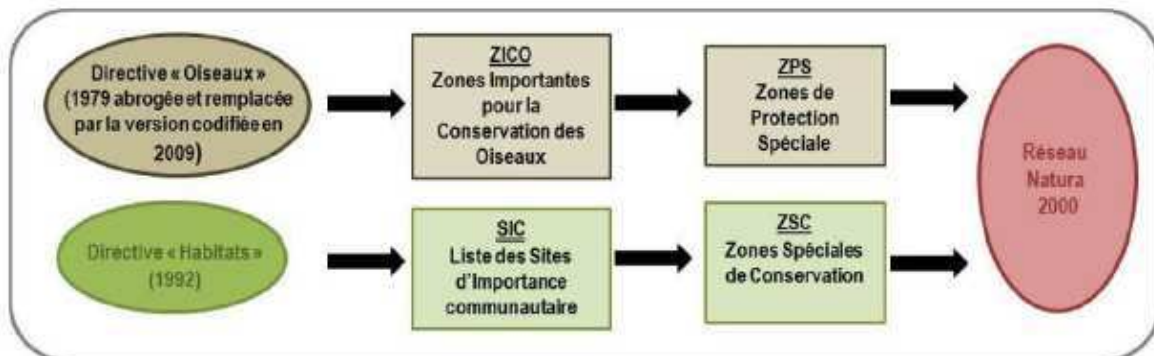 Directive « Oiseaux »
(1979 abrogée et remplacée
par la version codifiée en
2009)
ZICO
Zones Importantes
pour la
Conservation des
Oiseaux
ZPS
Zones de
Protection
Spéciale
Réseau
Natura
2000
Directive « Habitats »
(1992)
SIC
Liste des Sites
d'Importance
communautaire
ZSC
Zones Spéciales
de Conservation